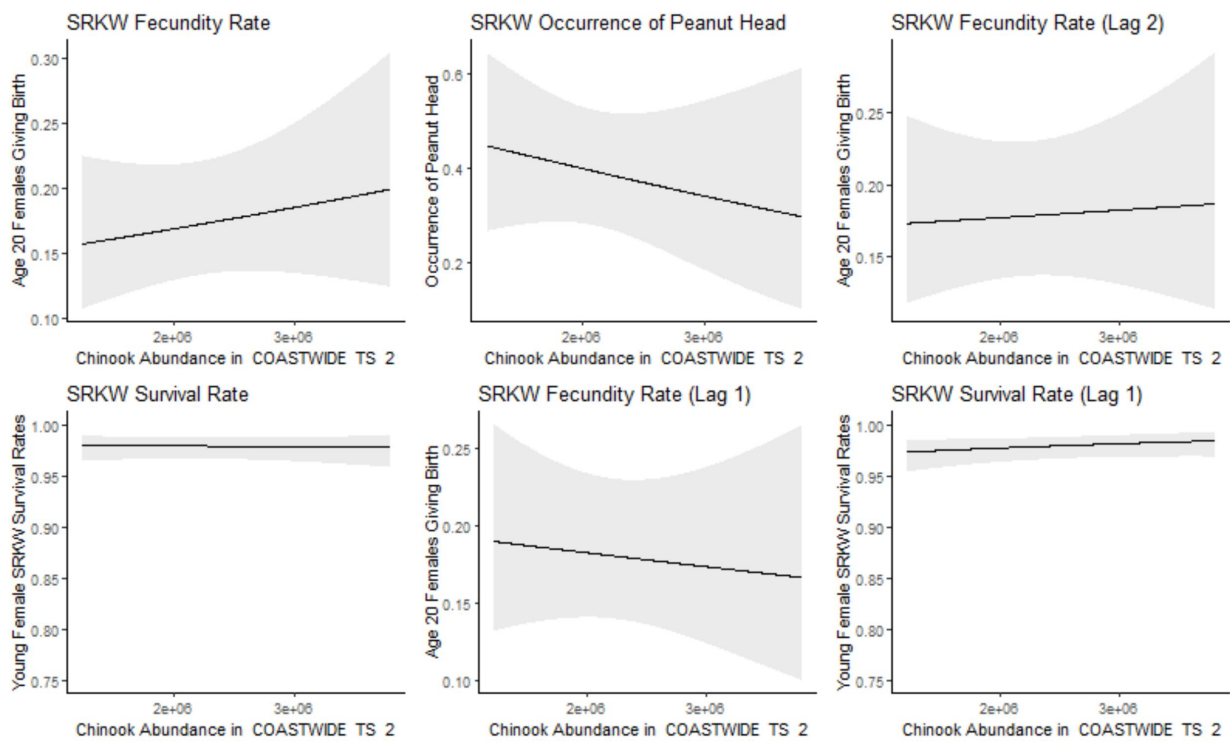 SRKW Fecundity Rate
Age 20 Females Giving Birth
0.30
0.25
0.20
0.15
0.10
2e+06
3e+06
Chinook Abundance in COASTWIDE TS 2
SRKW Occurrence of Peanut Head
Occurrence of Peanut Head
0.6
0.4
0.2
2e+06
3e+06
Chinook Abundance in COASTWIDE TS 2
SRKW Fecundity Rate (Lag 2)
Age 20 Females Giving Birth
0.25
0.20
0.15
2e+06
3e+06
Chinook Abundance in COASTWIDE TS 2
SRKW Survival Rate
Young Female SRKW Survival Rates
1.00
0.95
0.90
0.85
0.80
0.75
2e+06
3e+06
Chinook Abundance in COASTWIDE TS 2
SRKW Fecundity Rate (Lag 1)
Age 20 Females Giving Birth
0.25
0.20
0.15
0.10
2e+06
3e+06
Chinook Abundance in COASTWIDE TS 2
SRKW Survival Rate (Lag 1)
Young Female SRKW Survival Rates
1.00
0.95
0.90
0.85
0.80
0.75
2e+06
3e+06
Chinook Abundance in COASTWIDE TS 2